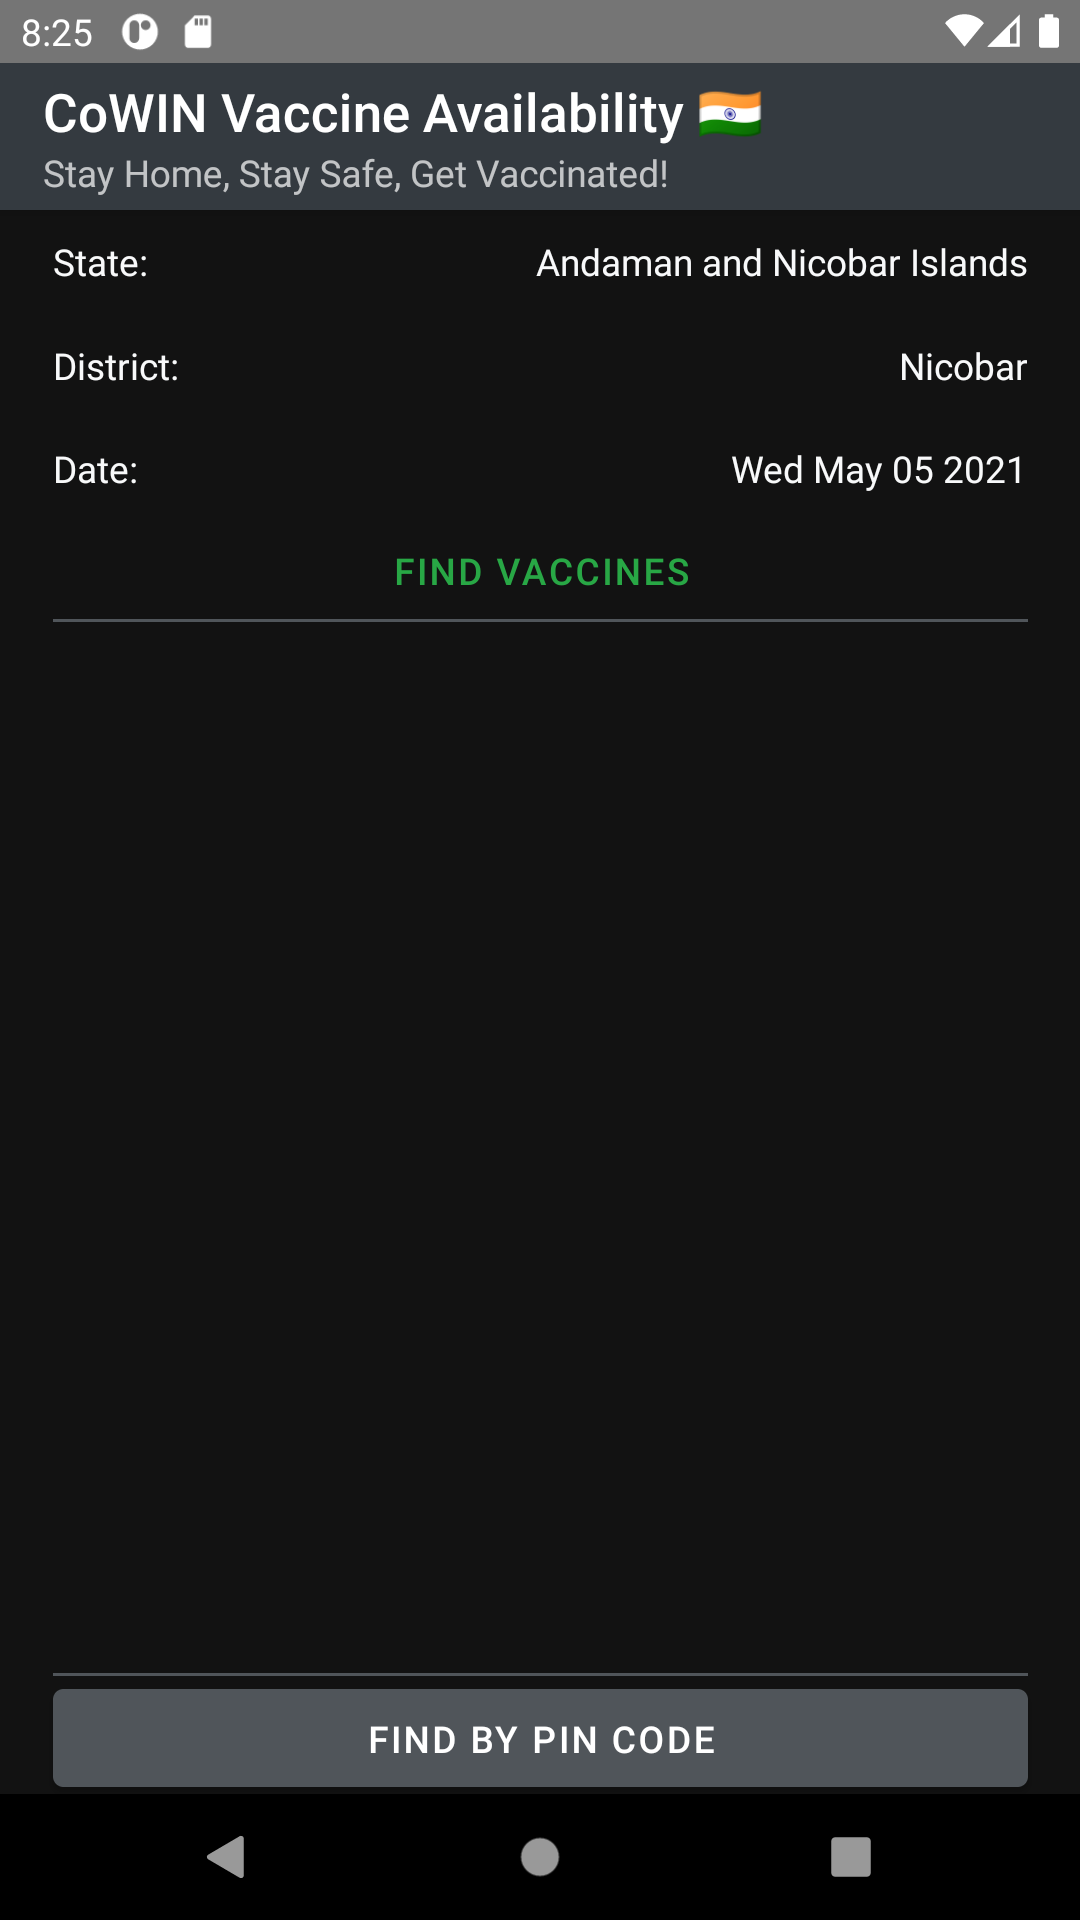 8:25
CoWIN Vaccine Availability 🇮🇳
Stay Home, Stay Safe, Get Vaccinated!
State: Andaman and Nicobar Islands
District: Nicobar
Date: Wed May 05 2021
FIND VACCINES
FIND BY PIN CODE